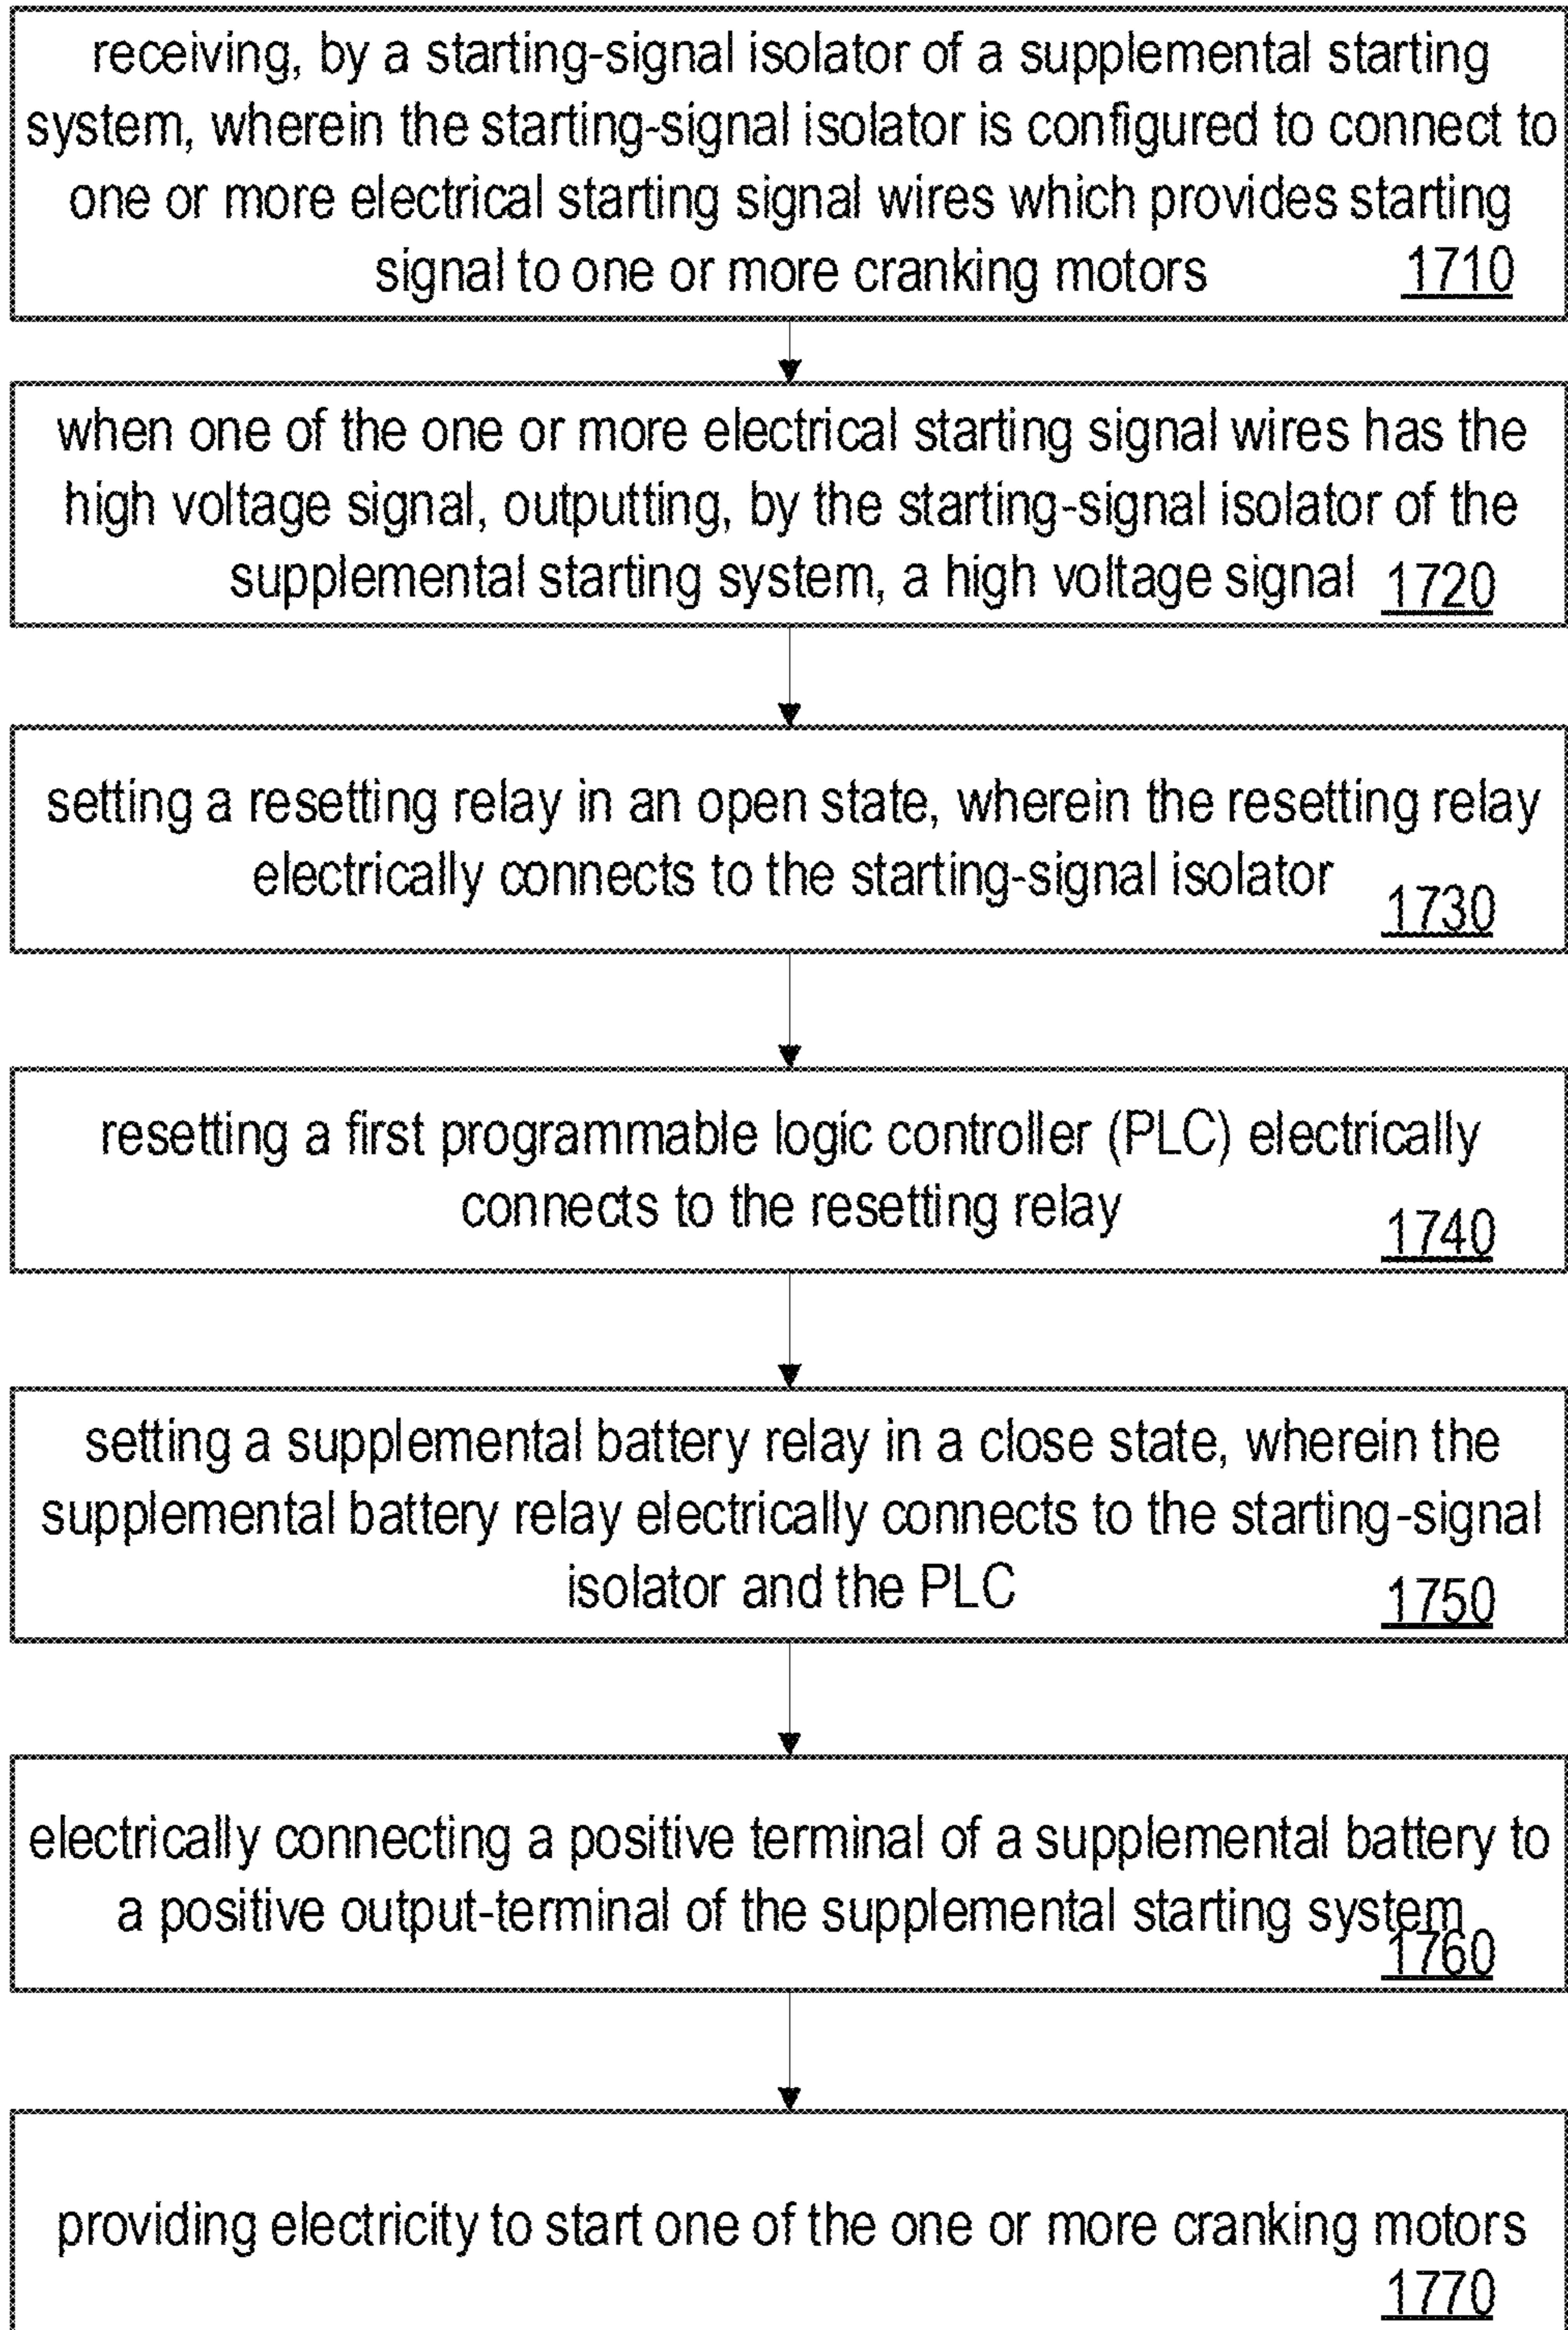 receiving, by a starting-signal isolator of a supplemental starting
system, wherein the starting-signal isolator is configured to connect to
one or more electrical starting signal wires which provides starting
signal to one or more cranking motors 1710
when one of the one or more electrical starting signal wires has the
high voltage signal, outputting, by the starting-signal isolator of the
supplemental starting system, a high voltage signal 1720
setting a resetting relay in an open state, wherein the resetting relay
electrically connects to the starting-signal isolator 1730
resetting a first programmable logic controller (PLC) electrically
connects to the resetting relay 1740
setting a supplemental battery relay in a close state, wherein the
supplemental battery relay electrically connects to the starting-signal
isolator and the PLC 1750
electrically connecting a positive terminal of a supplemental battery to
a positive output-terminal of the supplemental starting system
1760
providing electricity to start one of the one or more cranking motors
1770